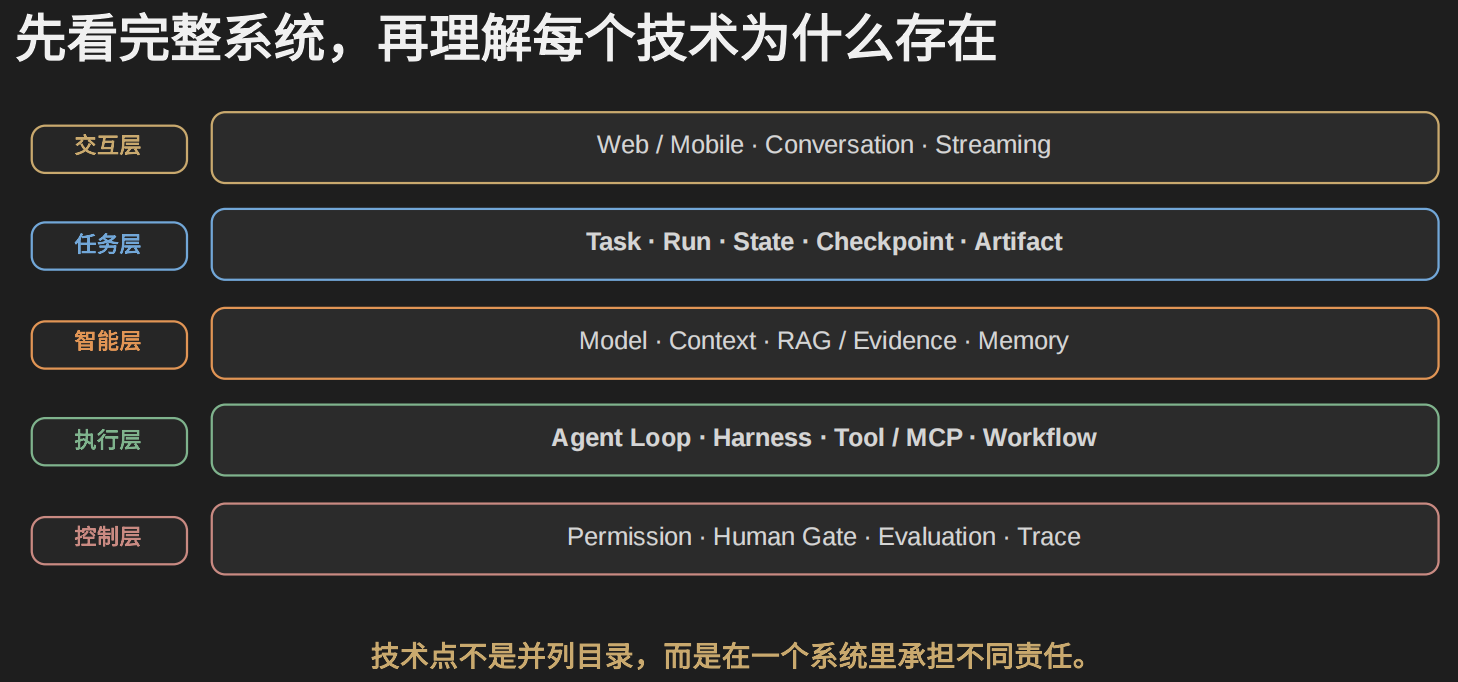 先看完整系统，再理解每个技术为什么存在
交互层
Web / Mobile · Conversation · Streaming
任务层
Task · Run · State · Checkpoint · Artifact
智能层
Model · Context · RAG / Evidence · Memory
执行层
Agent Loop · Harness · Tool / MCP · Workflow
控制层
Permission · Human Gate · Evaluation · Trace
技术点不是并列目录，而是在一个系统里承担不同责任。